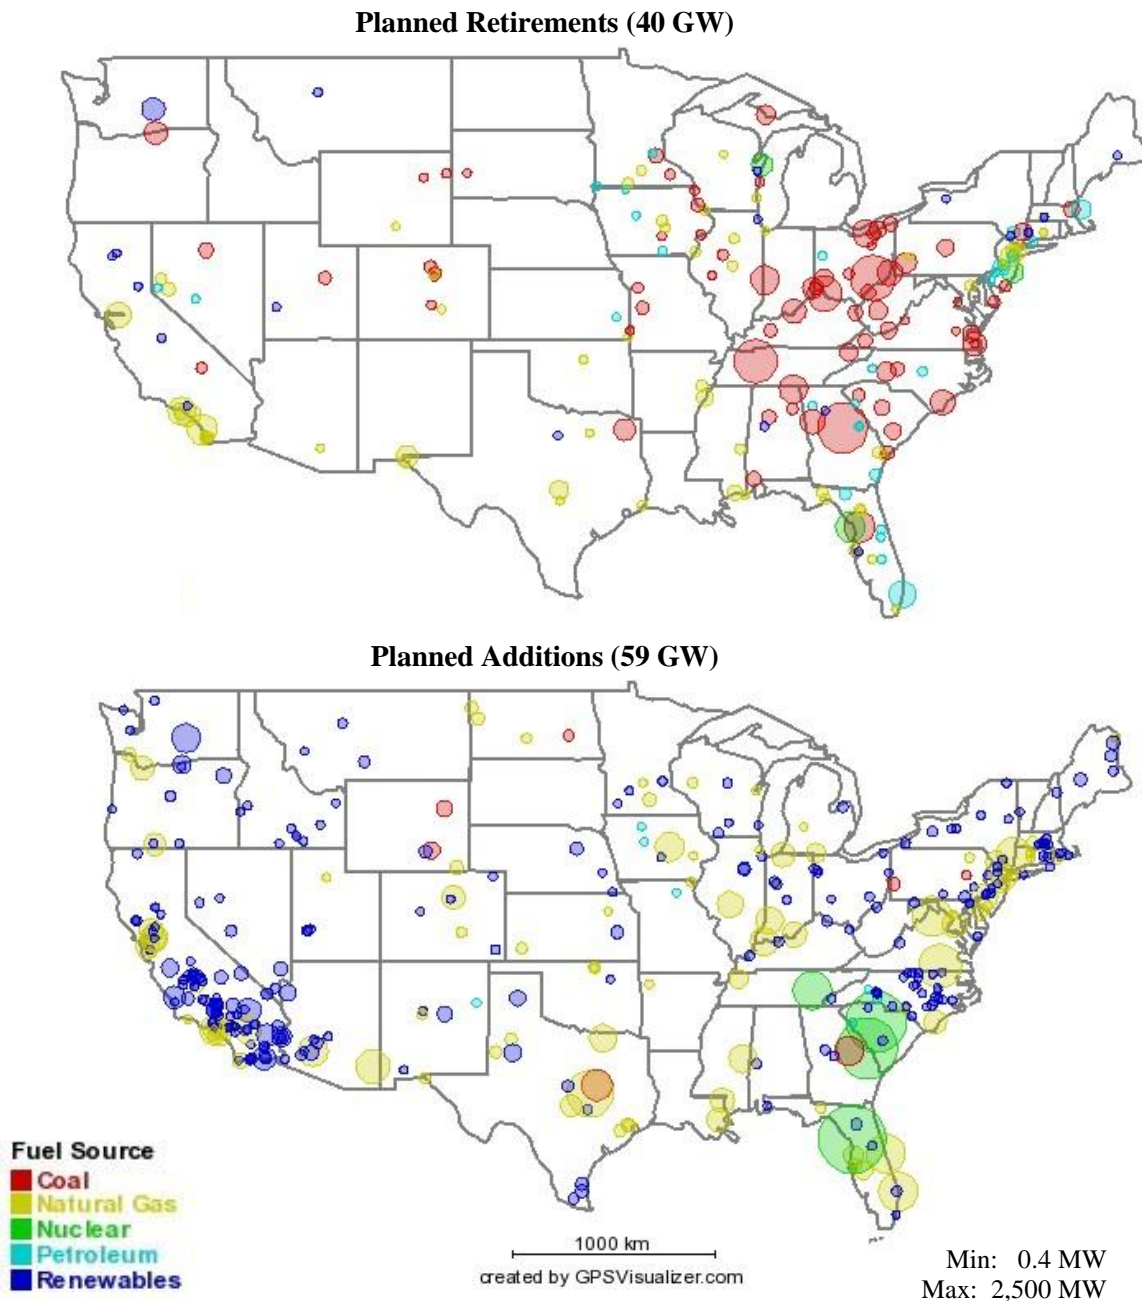 Planned Retirements (40 GW)
Planned Additions (59 GW)
Fuel Source
Coal
Natural Gas
Nuclear
Petroleum
Renewables
1000 km
created by GPSVisualizer.com
Min: 0.4 MW
Max: 2,500 MW